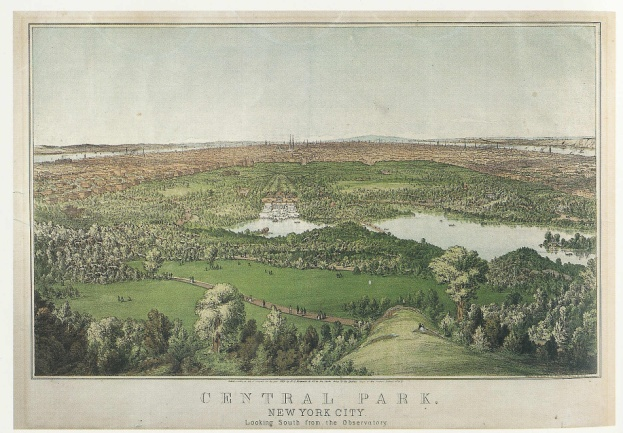 CENTRAL PARK.
NEW YORK CITY.
Looking South from the Observatory.